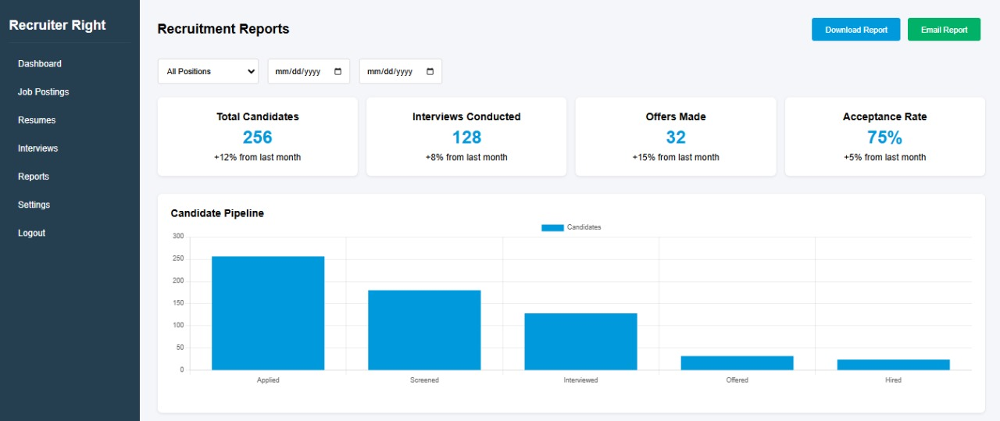 Recruiter Right
Dashboard
Job Postings
Resumes
Interviews
Reports
Settings
Logout
Recruitment Reports
Download Report
Email Report
All Positions
mm/dd/yyyy
mm/dd/yyyy
Total Candidates
256
+12% from last month
Interviews Conducted
128
+8% from last month
Offers Made
32
+15% from last month
Acceptance Rate
75%
+5% from last month
Candidate Pipeline
Candidates
300
250
200
150
100
50
0
Applied
Screened
Interviewed
Offered
Hired